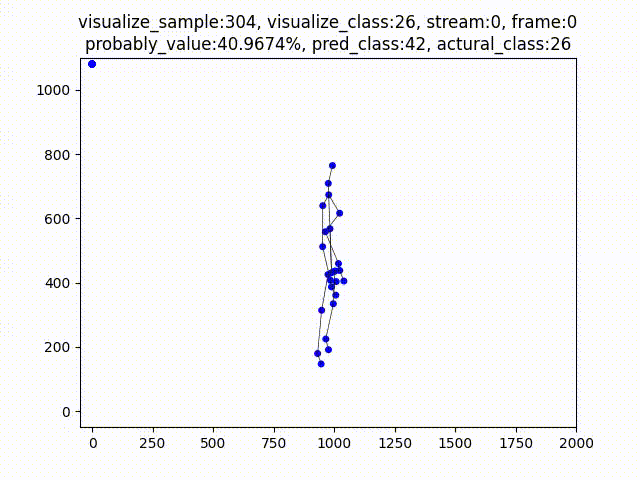 visualize_sample:304, visualize_class:26, stream:0, frame:0
probably_value:40.9674%, pred_class:42, actural_class:26
1000
800
600
400
200
0
0 250 500 750 1000 1250 1500 1750 2000